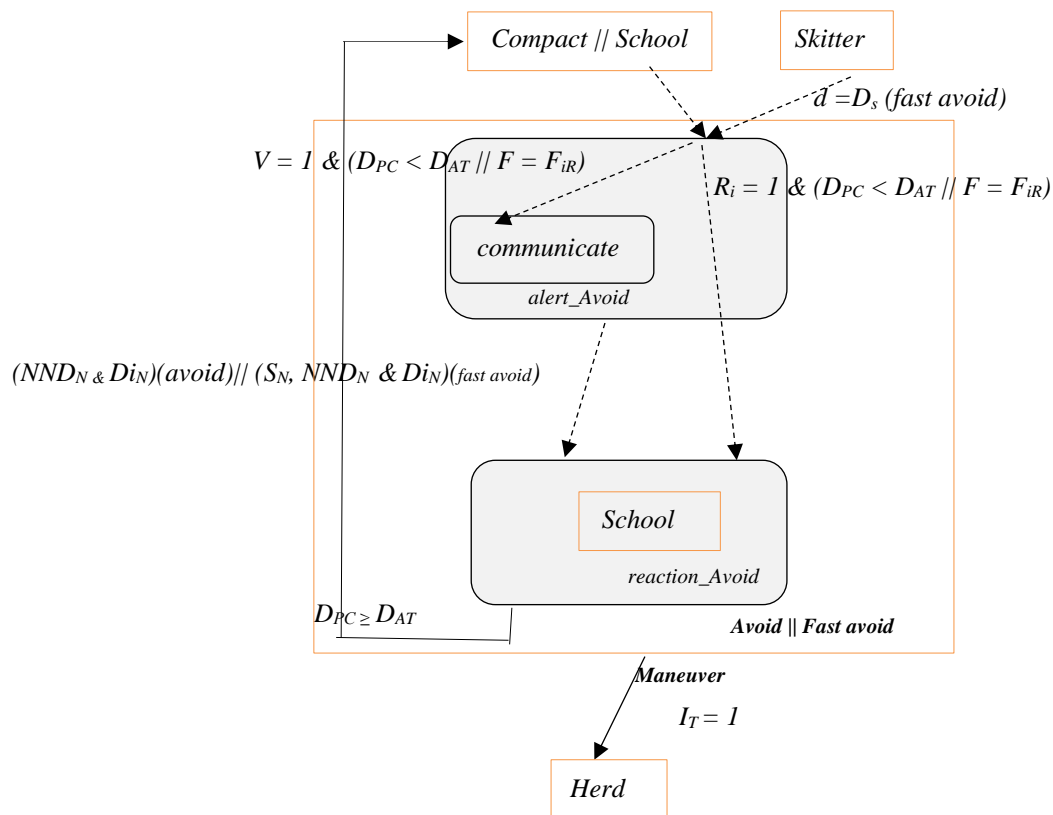 Compact || School
Skitter
d =Ds (fast avoid)
V = 1 & (DPC < DAT || F = FiR)
Ri = 1 & (DPC < DAT || F = FiR)
communicate
alert_Avoid
(NNDN & DiN)(avoid)|| (SN, NNDN & DiN)(fast avoid)
School
reaction_Avoid
DPC ≥ DAT
Avoid || Fast avoid
Maneuver
IT = 1
Herd